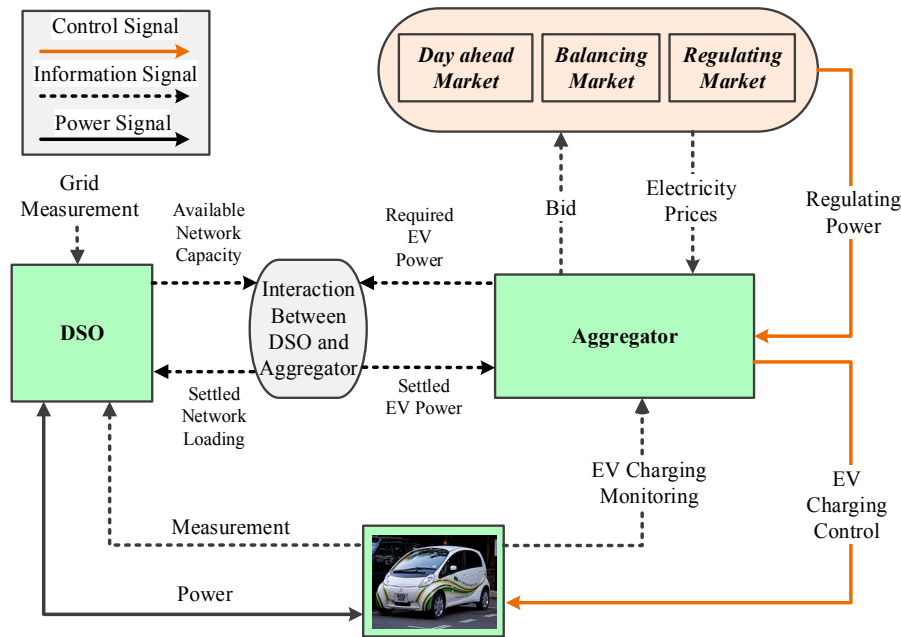 Control Signal
Information Signal
Power Signal
Day ahead
Market
Balancing
Market
Regulating
Market
Grid
Measurement
Available
Network
Capacity
Required
EV
Power
Bid
Electricity
Prices
Regulating
Power
DSO
Interaction
Between
DSO and
Aggregator
Aggregator
Settled
Network
Loading
Settled
EV Power
EV Charging
Monitoring
EV
Charging
Control
Measurement
Power